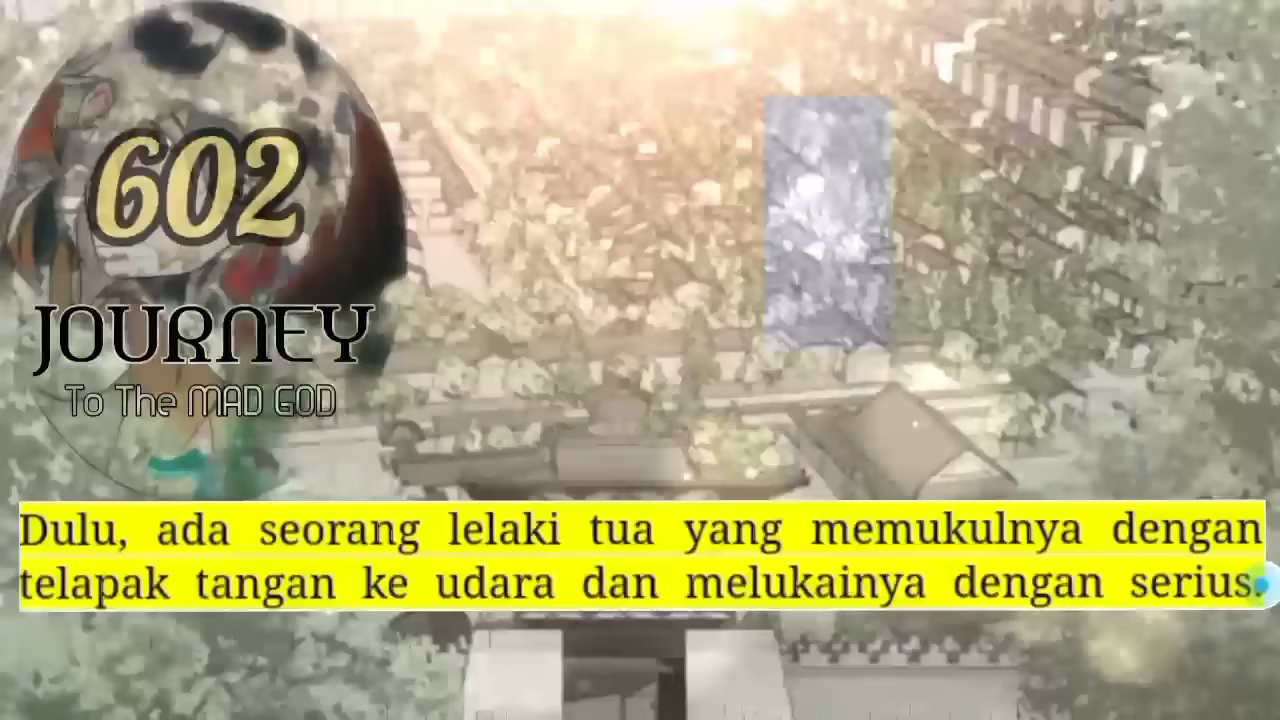 602
JOURNEY
To The MAD GOD
Dulu, ada seorang lelaki tua yang memukulnya dengan
telapak tangan ke udara dan melukainya dengan serius.